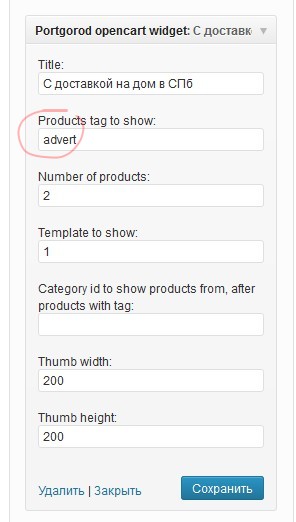 Portgorod opencart widget: С доставко
Title:
С доставкой на дом в СПб
Products tag to show:
advert
Number of products:
2
Template to show:
1
Category id to show products from, after
products with tag:
Thumb width:
200
Thumb height:
200
Удалить | Закрыть
Сохранить